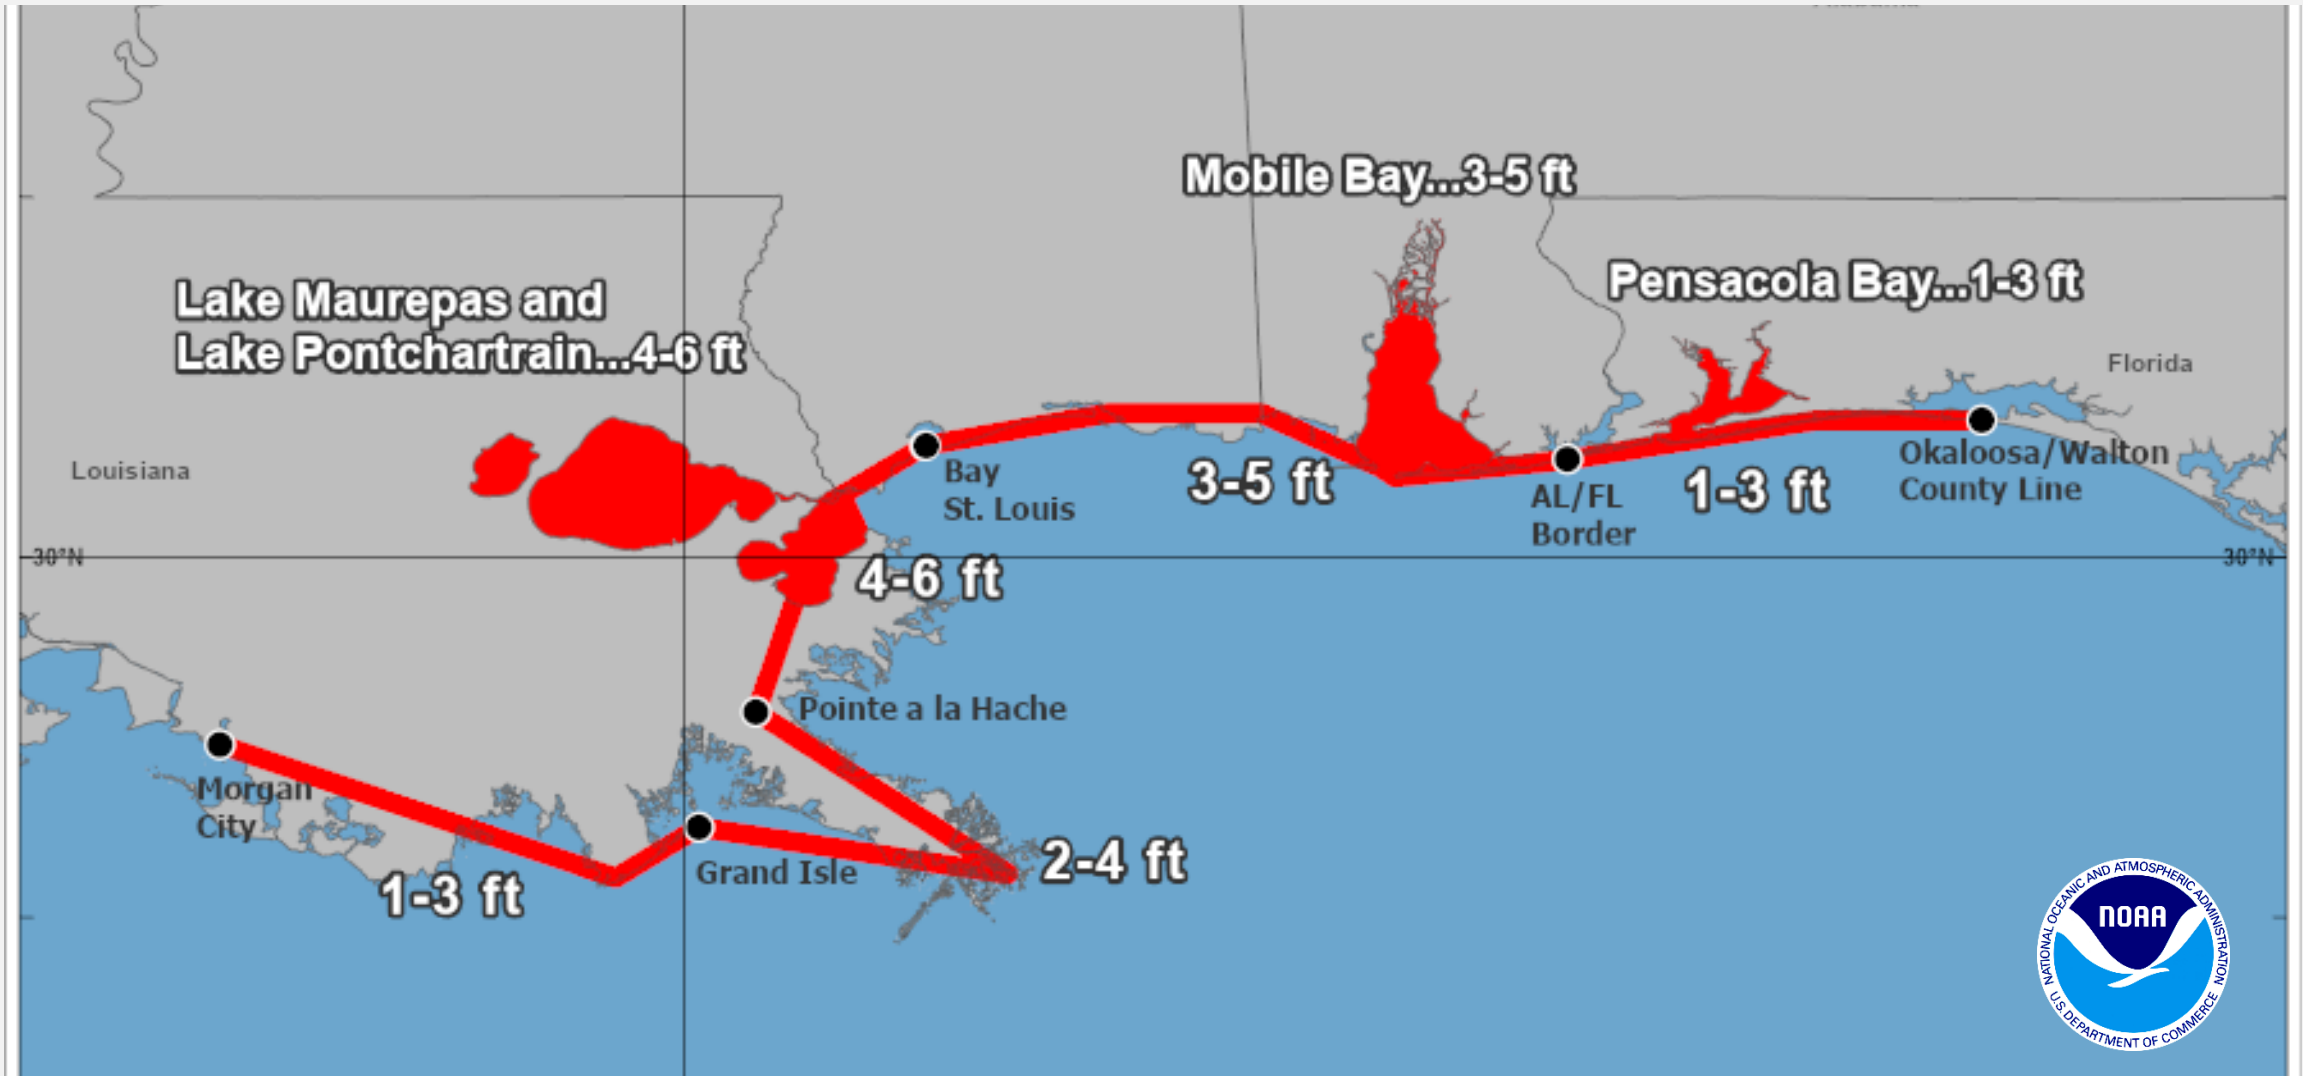 Mobile Bay...3-5 ft
Pensacola Bay...1-3 ft
Lake Maurepas and
Lake Pontchartrain...4-6 ft
Florida
Louisiana
Bay
St. Louis
3-5 ft
AL/FL
Border
1-3 ft
Okaloosa/Walton
County Line
30°N
30°N
4-6 ft
Pointe a la Hache
Morgan
City
1-3 ft
Grand Isle
2-4 ft
NATIONAL OCEANIC AND ATMOSPHERIC ADMINISTRATION
NOAA
U.S. DEPARTMENT OF COMMERCE